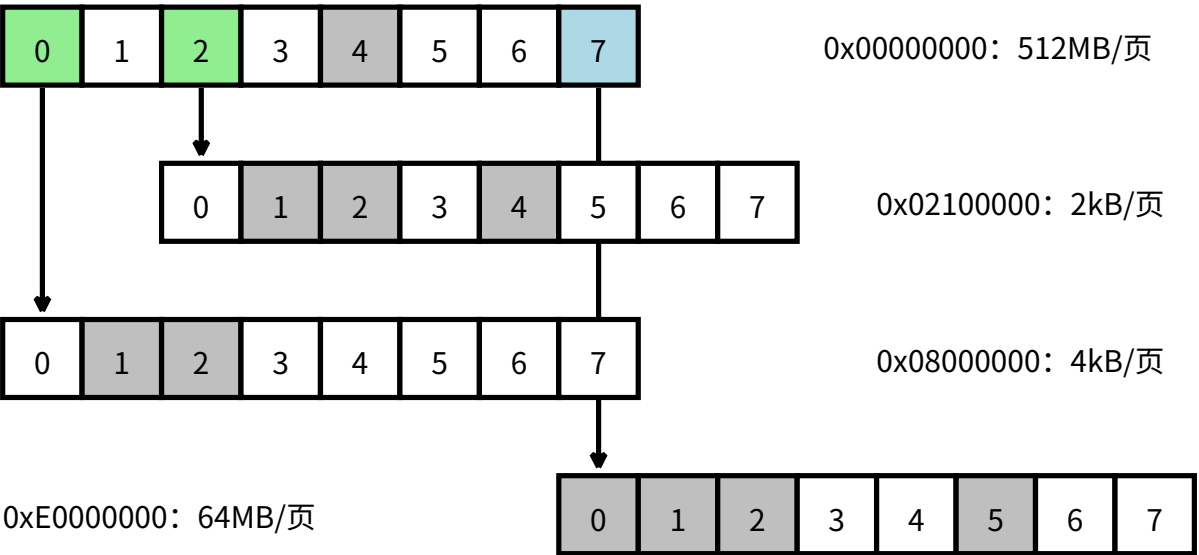 0 1 2 3 4 5 6 7 0x00000000：512MB/页
0 1 2 3 4 5 6 7 0x02100000：2kB/页
0 1 2 3 4 5 6 7 0x08000000：4kB/页
0xE0000000：64MB/页 0 1 2 3 4 5 6 7